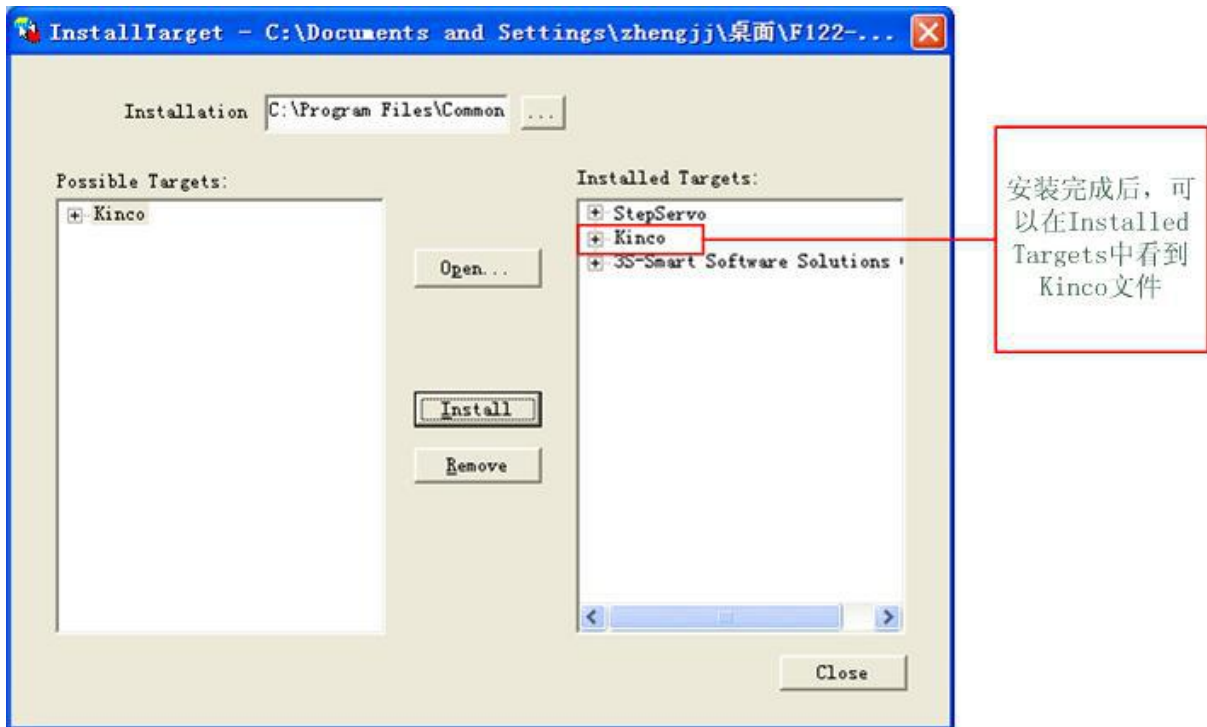 InstallTarget - C:\Documents and Settings\zhengjj\桌面\F122-...
Installation
C:\Program Files\Common
...
Possible Targets:
Kinco
Open...
Install
Remove
Installed Targets:
StepServo
Kinco
3S-Smart Software Solutions
Close
安装完成后，可
以在Installed
Targets中看到
Kinco文件